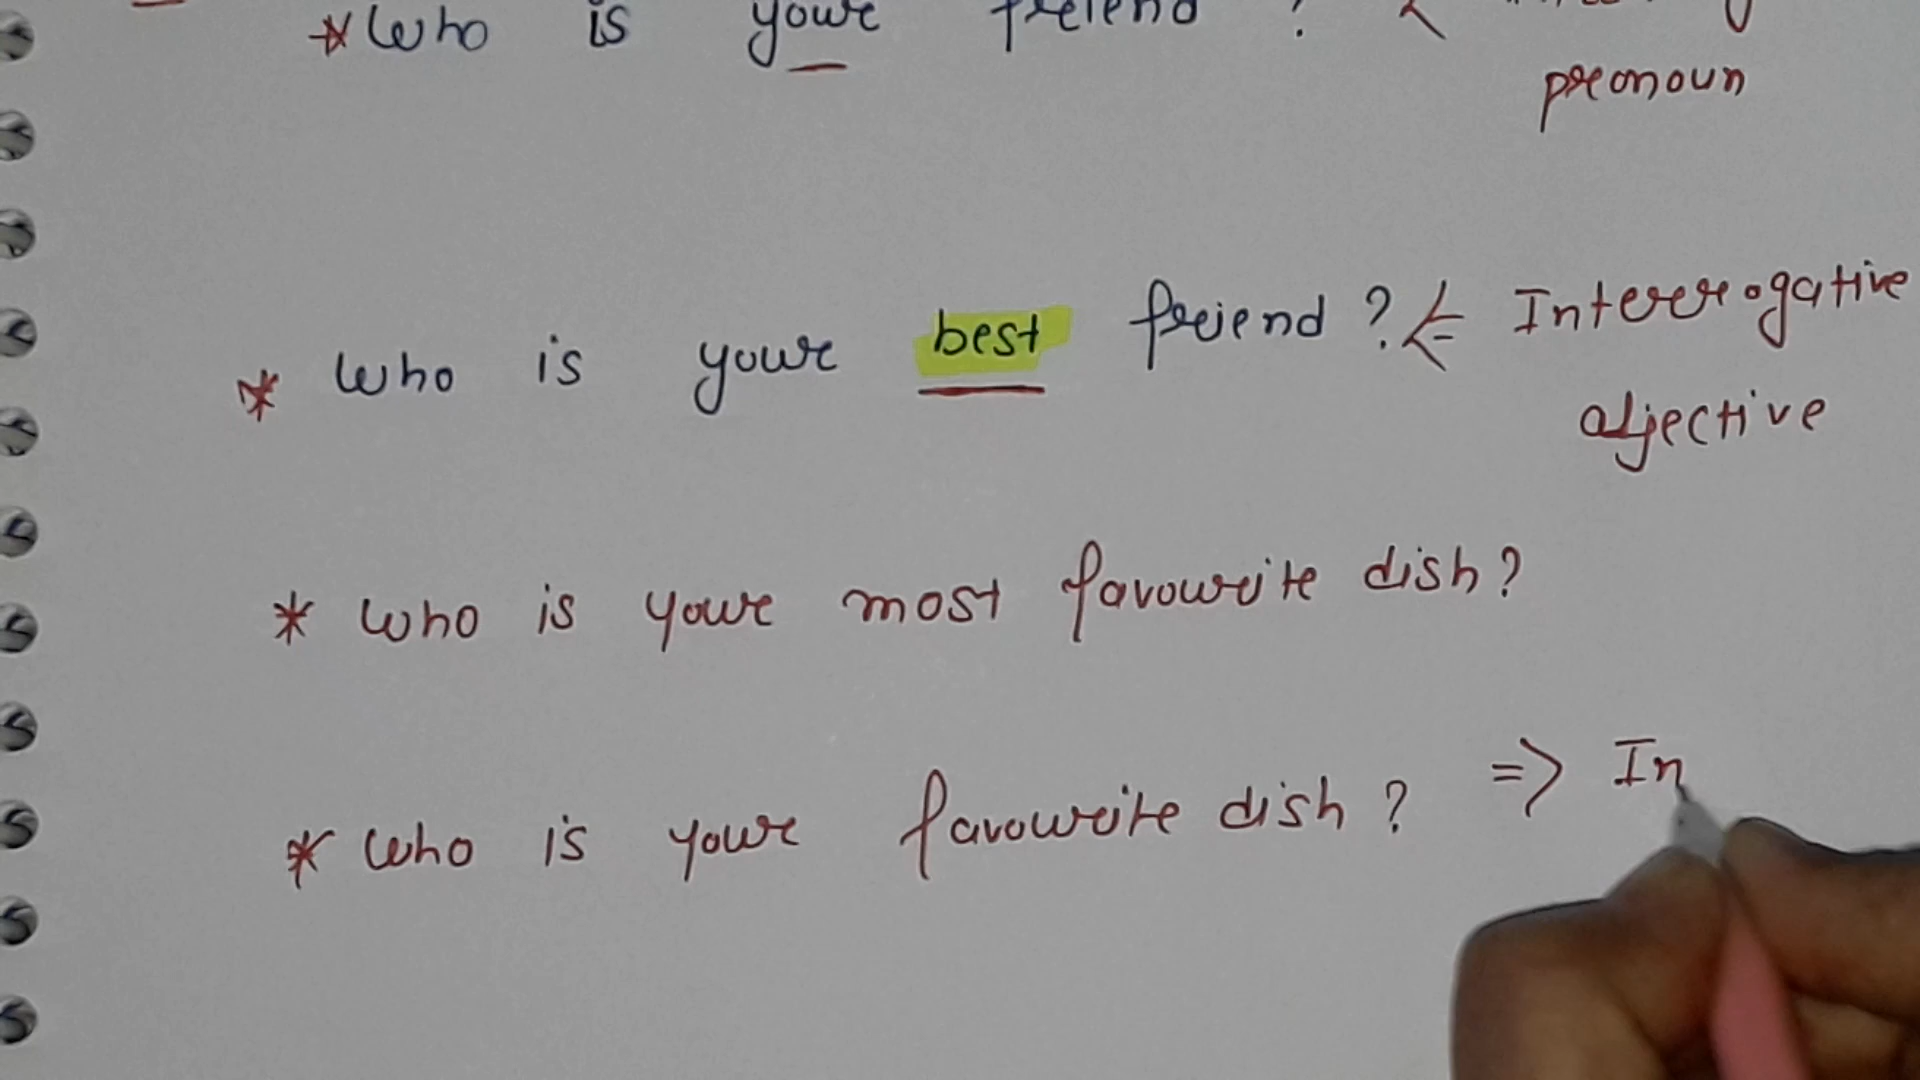 * Who is your friend ?
pronoun
* Who is your best friend ? <= Interrogative
adjective
* Who is your most favourite dish?
* Who is your favourite dish ? => In